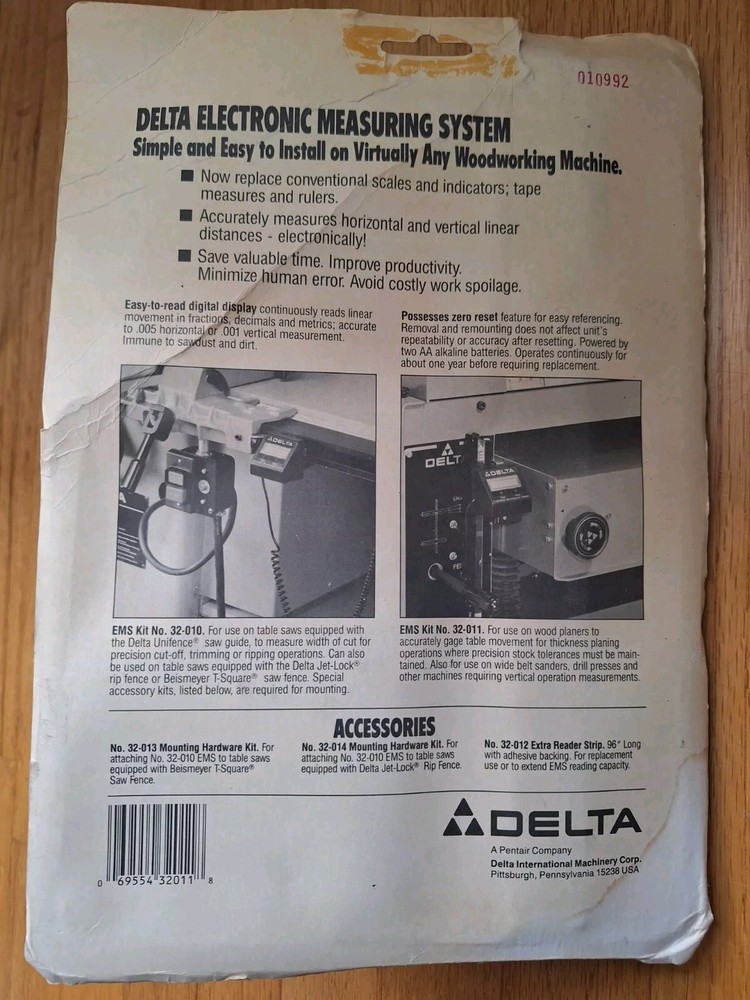 010992
DELTA ELECTRONIC MEASURING SYSTEM
Simple and Easy to Install on Virtually Any Woodworking Machine.
■ Now replace conventional scales and indicators; tape
measures and rulers.
■ Accurately measures horizontal and vertical linear
distances - electronically!
■ Save valuable time. Improve productivity.
Minimize human error. Avoid costly work spoilage.
Easy-to-read digital display continuously reads linear
movement in fractions, decimals and metrics; accurate
to .005 horizontal or .001 vertical measurement.
Immune to sawdust and dirt.
Possesses zero reset feature for easy referencing.
Removal and remounting does not affect unit's
repeatability or accuracy after resetting. Powered by
two AA alkaline batteries. Operates continuously for
about one year before requiring replacement.
DELTA
DELT
DELTA
EMS Kit No. 32-010. For use on table saws equipped with
the Delta Unifence® saw guide, to measure width of cut for
precision cut-off, trimming or ripping operations. Can also
be used on table saws equipped with the Delta Jet-Lock®
rip fence or Beismeyer T-Square® saw fence. Special
accessory kits, listed below, are required for mounting.
EMS Kit No. 32-011. For use on wood planers to
accurately gage table movement for thickness planing
operations where precision stock tolerances must be main-
tained. Also for use on wide belt sanders, drill presses and
other machines requiring vertical operation measurements.
ACCESSORIES
No. 32-013 Mounting Hardware Kit. For
attaching No. 32-010 EMS to table saws
equipped with Beismeyer T-Square®
Saw Fence.
No. 32-014 Mounting Hardware Kit. For
attaching No. 32-010 EMS to table saws
equipped with Delta Jet-Lock® Rip Fence.
No. 32-012 Extra Reader Strip. 96" Long
with adhesive backing. For replacement
use or to extend EMS reading capacity.
0 69554 32011 8
DELTA
A Pentair Company
Delta International Machinery Corp.
Pittsburgh, Pennsylvania 15238 USA